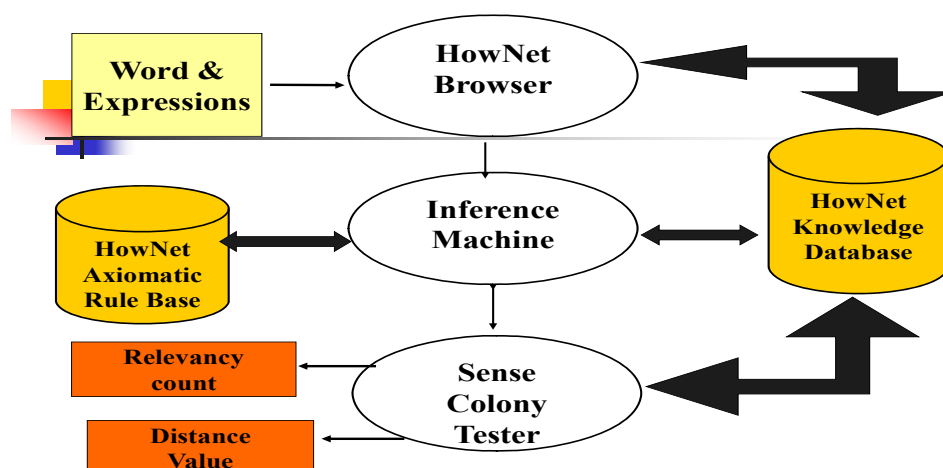 Word &
Expressions
HowNet
Browser
HowNet
Knowledge
Database
Inference
Machine
HowNet
Axiomatic
Rule Base
Relevancy
count
Sense
Colony
Tester
Distance
Value